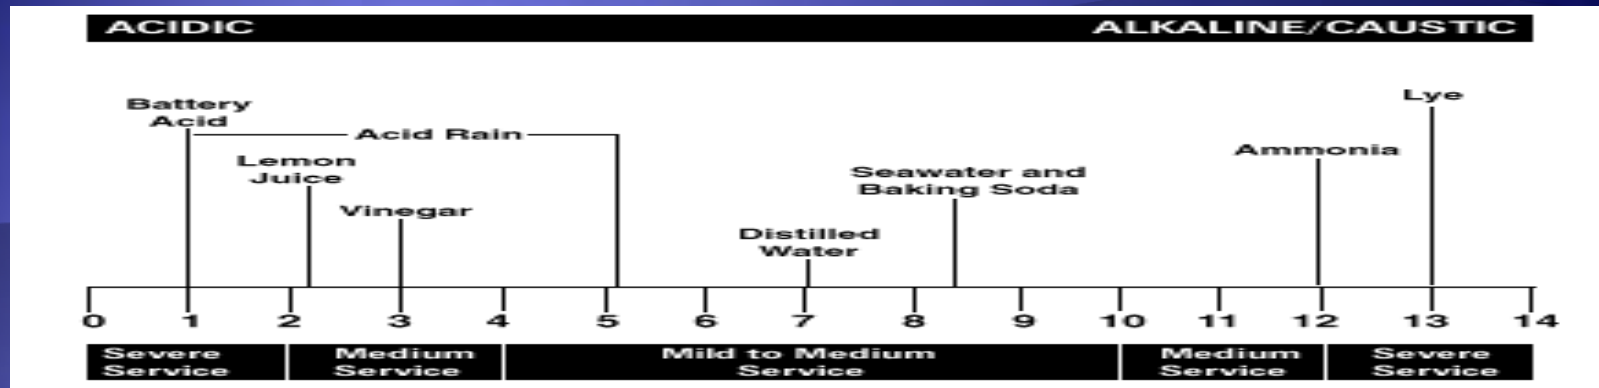 ACIDIC
ALKALINE/CAUSTIC
Battery
Acid
Acid Rain
Lemon
Juice
Vinegar
Distilled
Water
Seawater and
Baking Soda
Ammonia
Lye
0 1 2 3 4 5 6 7 8 9 10 11 12 13 14
Severe
Service
Medium
Service
Mild to Medium
Service
Medium
Service
Severe
Service